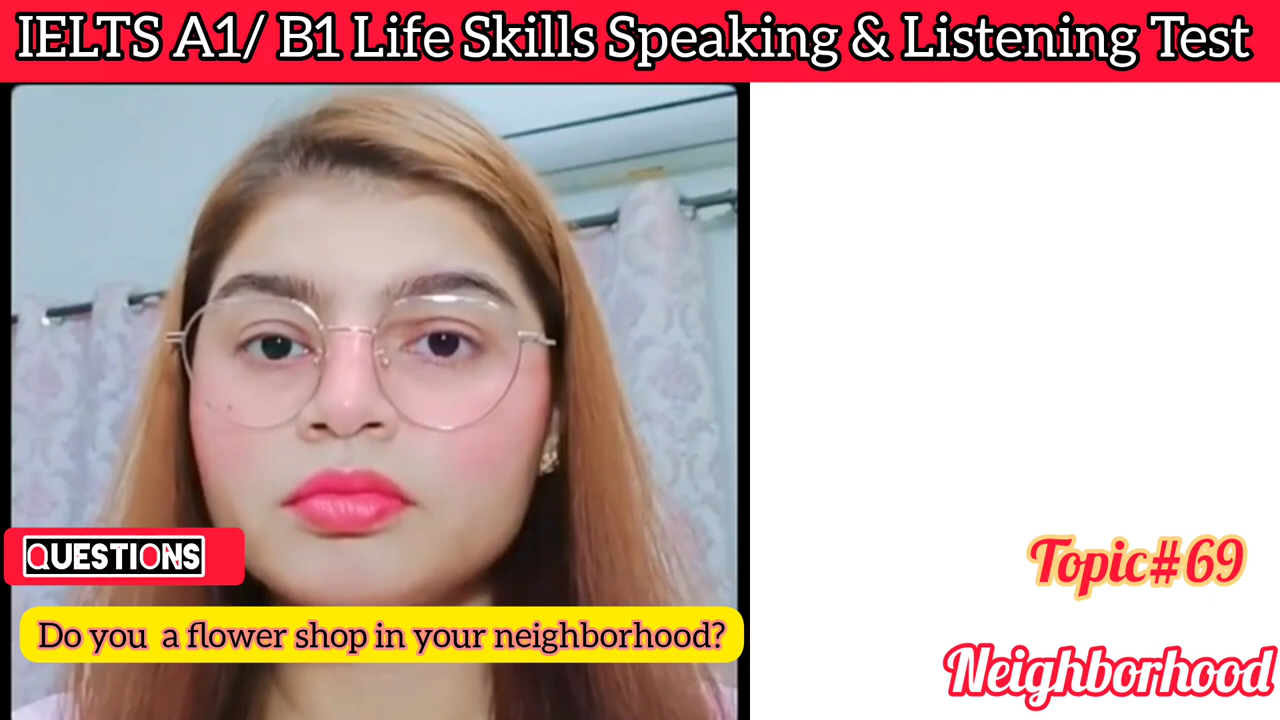 IELTS A1/ B1 Life Skills Speaking & Listening Test
QUESTIONS
Do you a flower shop in your neighborhood?
Topic#69
Neighborhood